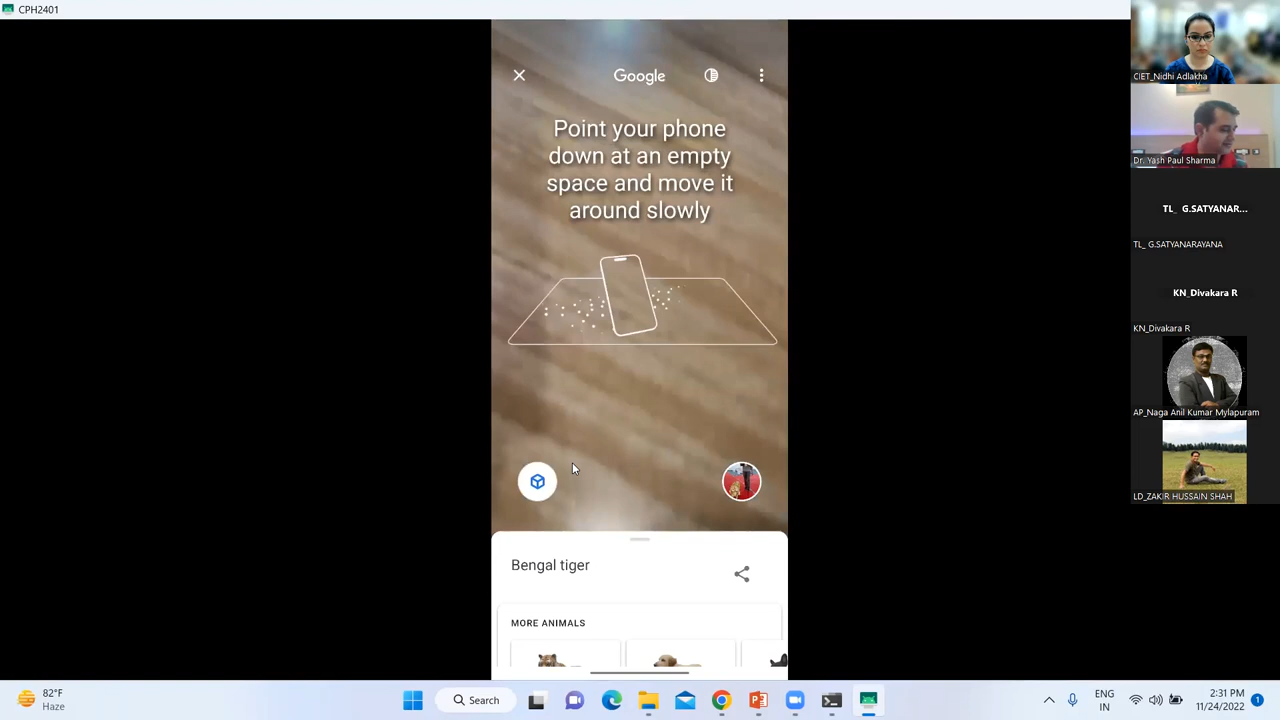 CPH2401
Google
Point your phone
down at an empty
space and move it
around slowly
Bengal tiger
MORE ANIMALS
CIET_Nidhi Adlakha
Dr. Yash Paul Sharma
TL_ G.SATYANAR...
TL_ G.SATYANARAYANA
KN_Divakara R
KN_Divakara R
AP_Naga Anil Kumar Mylapuram
LD_ZAKIR HUSSAIN SHAH
82°F
Haze
Search
ENG
IN
2:31 PM
11/24/2022
1